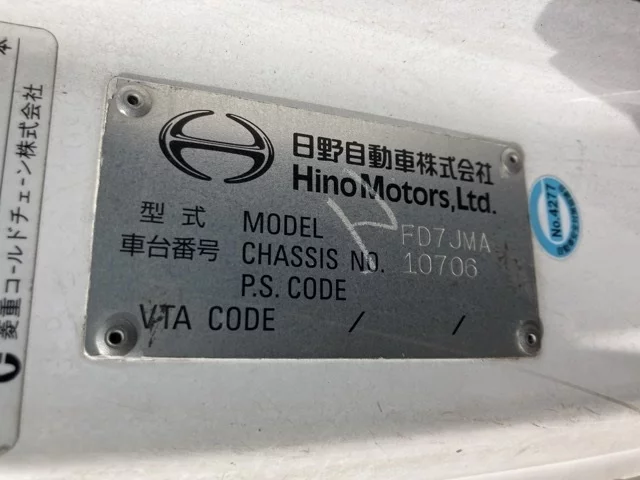 日野自動車株式会社
Hino Motors, Ltd.
型式 MODEL FD7JMA
車台番号 CHASSIS NO. 10706
P.S. CODE
VTA CODE / /
No.4277
本
菱重コールドチェーン株式会社